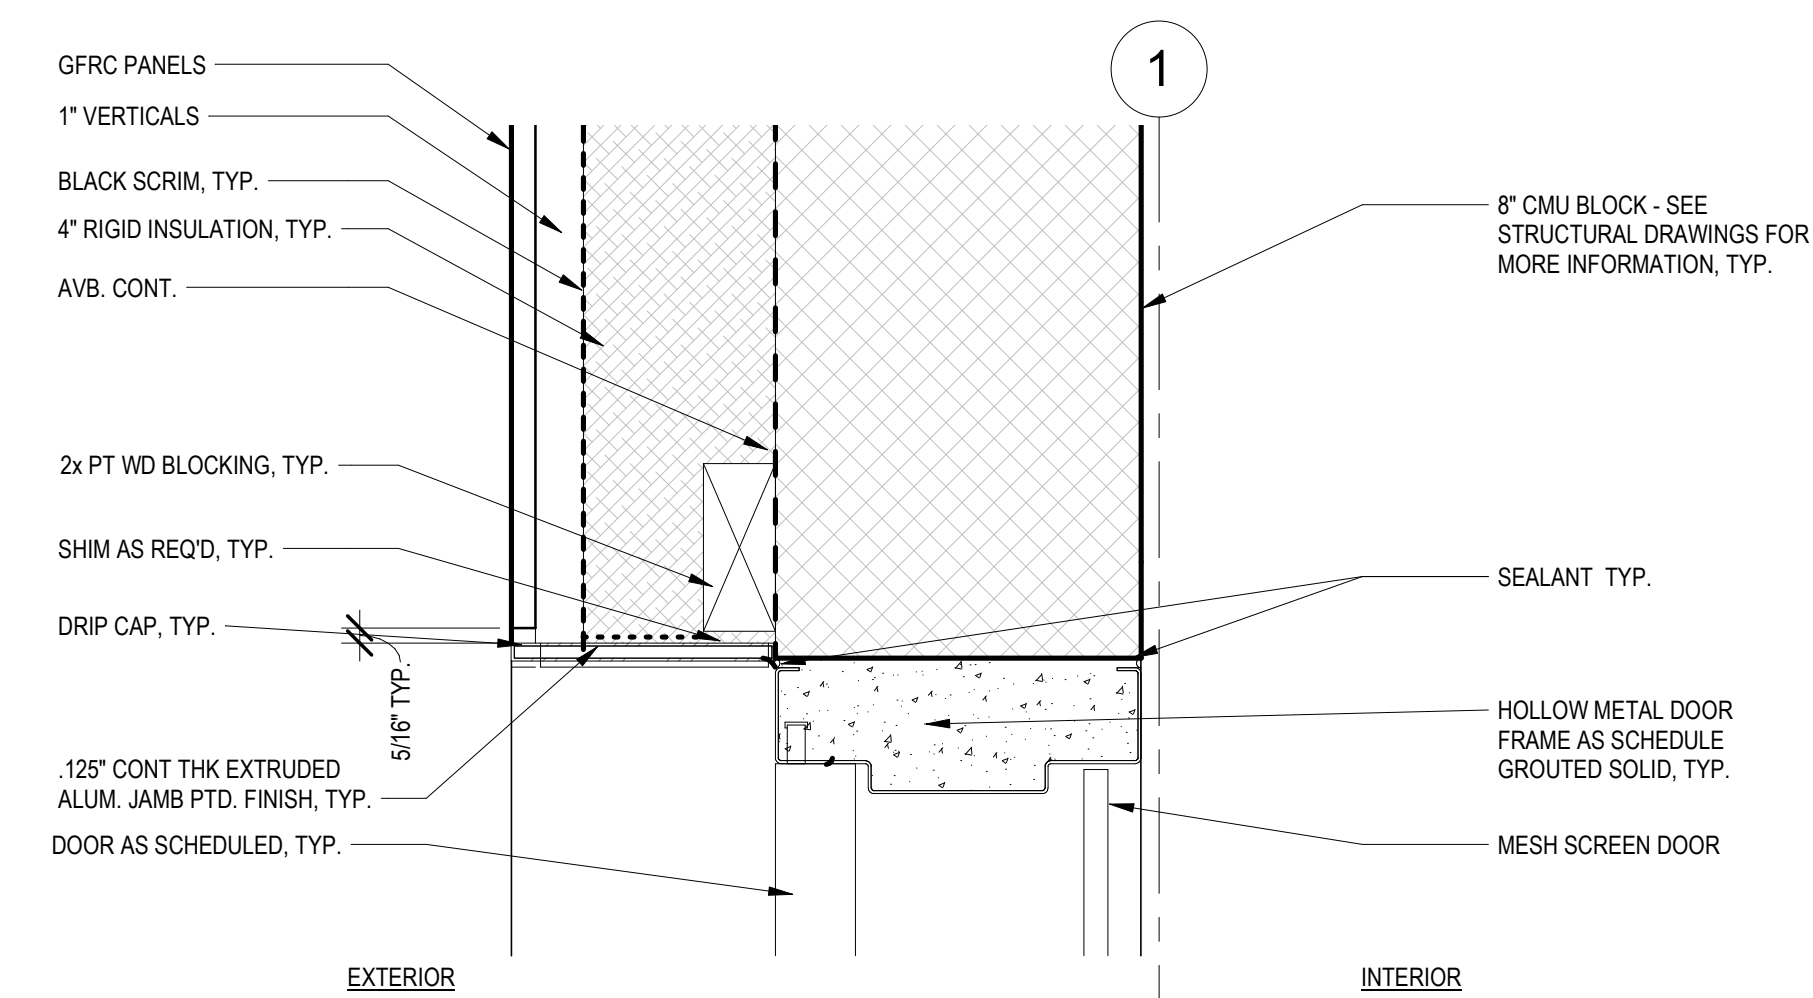 GFRC PANELS
1" VERTICALS
BLACK SCRIM, TYP.
4" RIGID INSULATION, TYP.
AVB. CONT.
2x PT WD BLOCKING, TYP.
SHIM AS REQ'D, TYP.
DRIP CAP, TYP.
5/16" TYP.
.125" CONT THK EXTRUDED
ALUM. JAMB PTD. FINISH, TYP.
DOOR AS SCHEDULED, TYP.
EXTERIOR
1
8" CMU BLOCK - SEE
STRUCTURAL DRAWINGS FOR
MORE INFORMATION, TYP.
SEALANT TYP.
HOLLOW METAL DOOR
FRAME AS SCHEDULE
GROUTED SOLID, TYP.
MESH SCREEN DOOR
INTERIOR